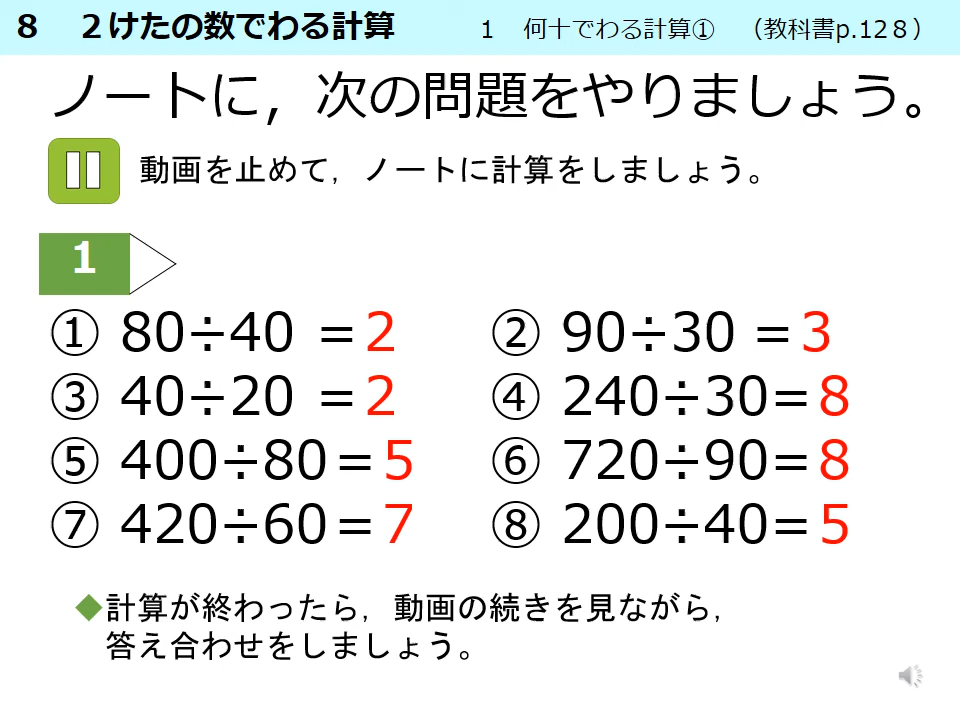 8 2けたの数でわる計算 1 何十でわる計算① (教科書p.128)
ノートに,次の問題をやりましょう。
動画を止めて,ノートに計算をしましょう。
1
① 80÷40 =2 ② 90÷30 =3
③ 40÷20 =2 ④ 240÷30=8
⑤ 400÷80=5 ⑥ 720÷90=8
⑦ 420÷60=7 ⑧ 200÷40=5
◆計算が終わったら,動画の続きを見ながら,
答え合わせをしましょう。